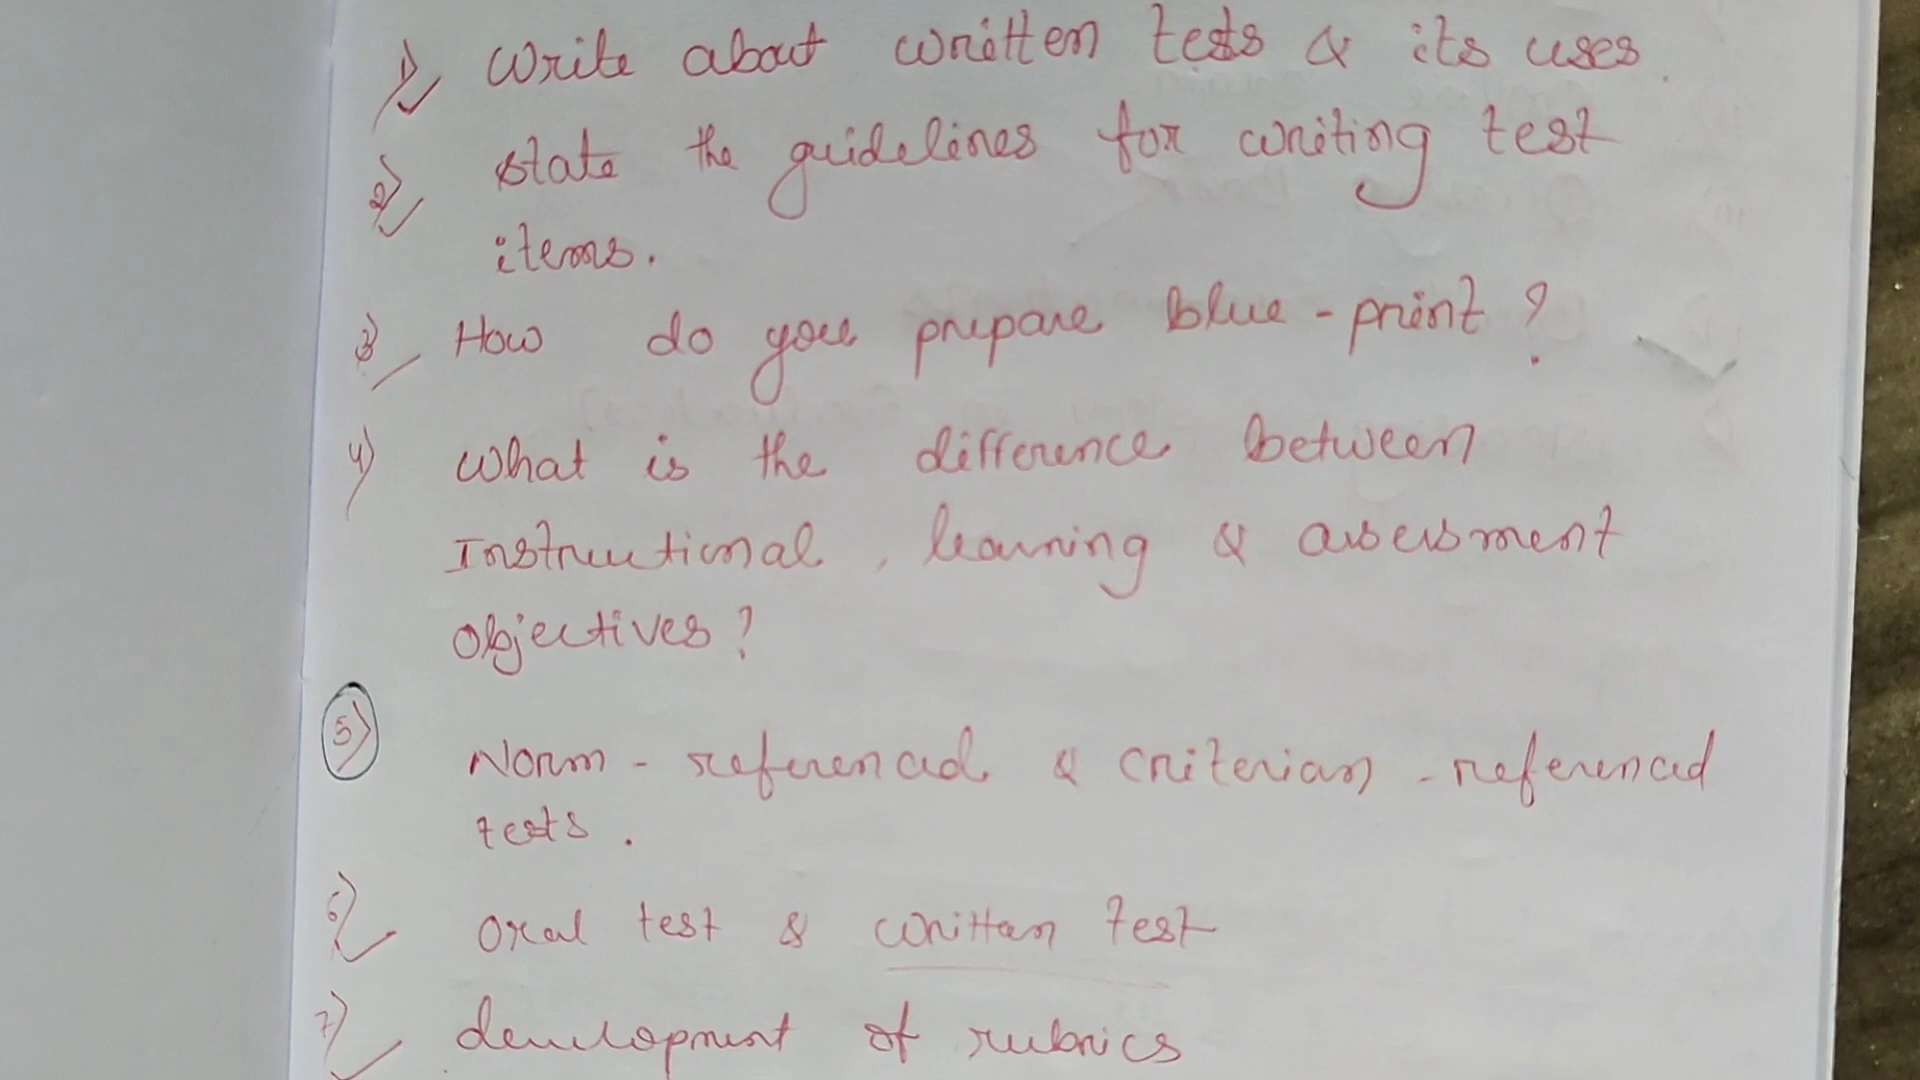 1) Write about written tests & its uses.
2) state the guidelines for writing test
items.
3) How do you prepare blue-print?
4) What is the difference between
Instructional, learning & assessment
objectives?
5) Norm-referenced & criterian-referenced
tests.
6) Oral test & written test
7) development of rubrics